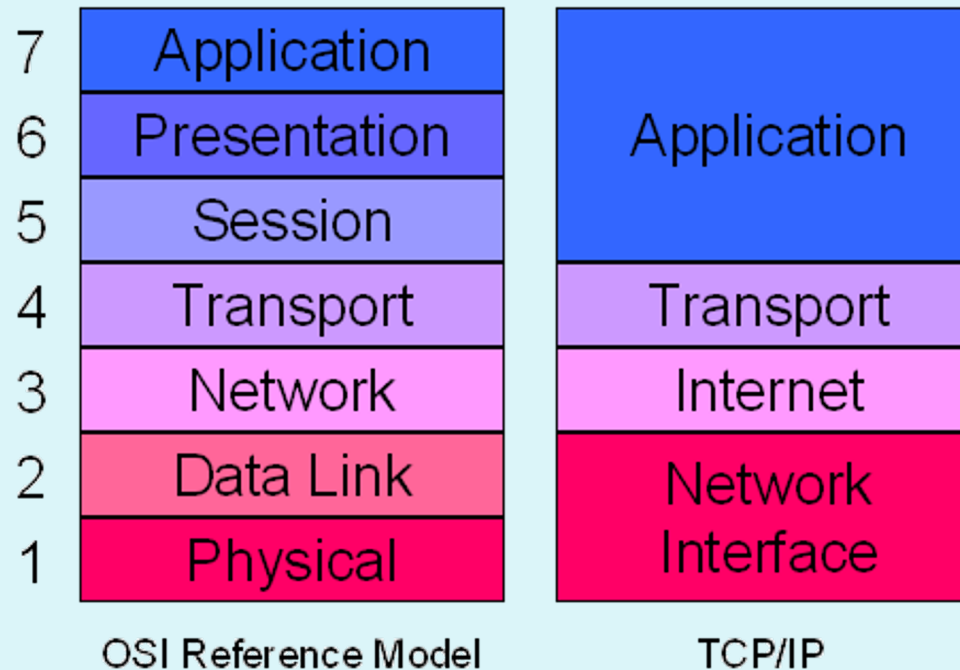 7
Application
6
Presentation
5
Session
4
Transport
3
Network
2
Data Link
1
Physical
OSI Reference Model
Application
Transport
Internet
Network
Interface
TCP/IP